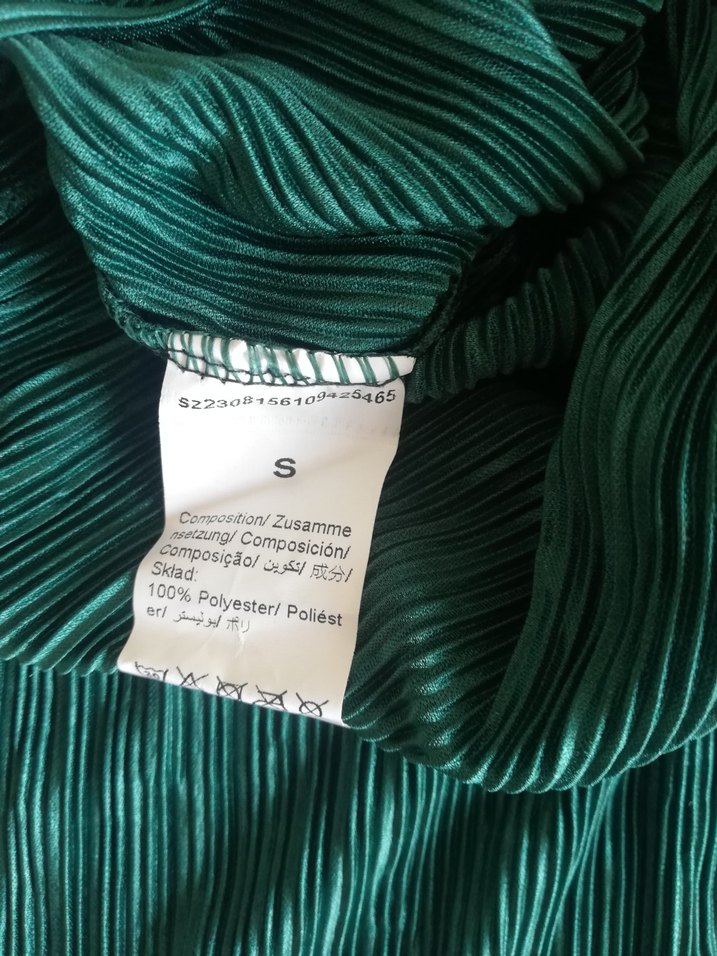 sz2308156109425465
S
Composition/ Zusamme
nsetzung/ Composición/
Composição/ تكوين/ 成分/
Skład:
100% Polyester/ Poliést
er/ بوليستر/ ポリ